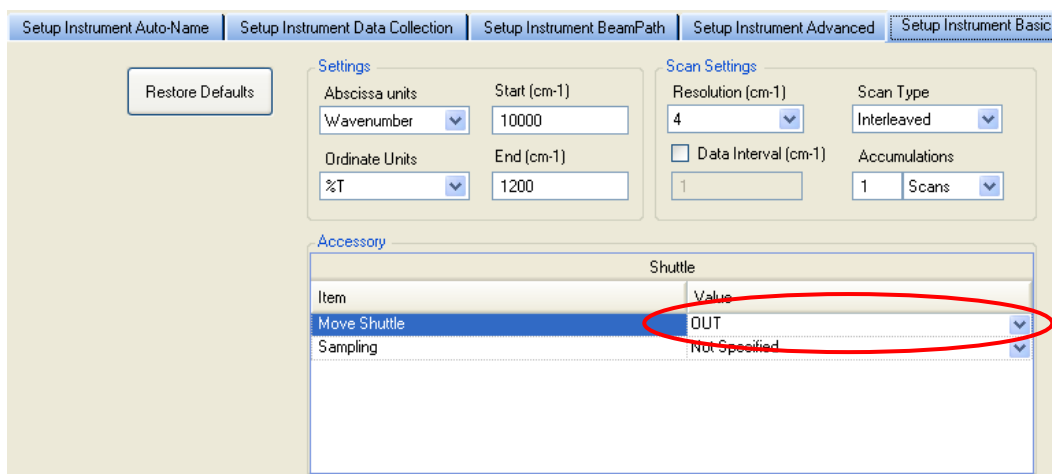 Setup Instrument Auto-Name Setup Instrument Data Collection Setup Instrument BeamPath Setup Instrument Advanced Setup Instrument Basic
Restore Defaults
Settings
Abscissa units Start (cm-1)
Wavenumber 10000
Ordinate Units End (cm-1)
%T 1200
Scan Settings
Resolution (cm-1) Scan Type
4 Interleaved
Data Interval (cm-1) Accumulations
1 1 Scans
Accessory
Shuttle
Item Value
Move Shuttle OUT
Sampling Not Specified